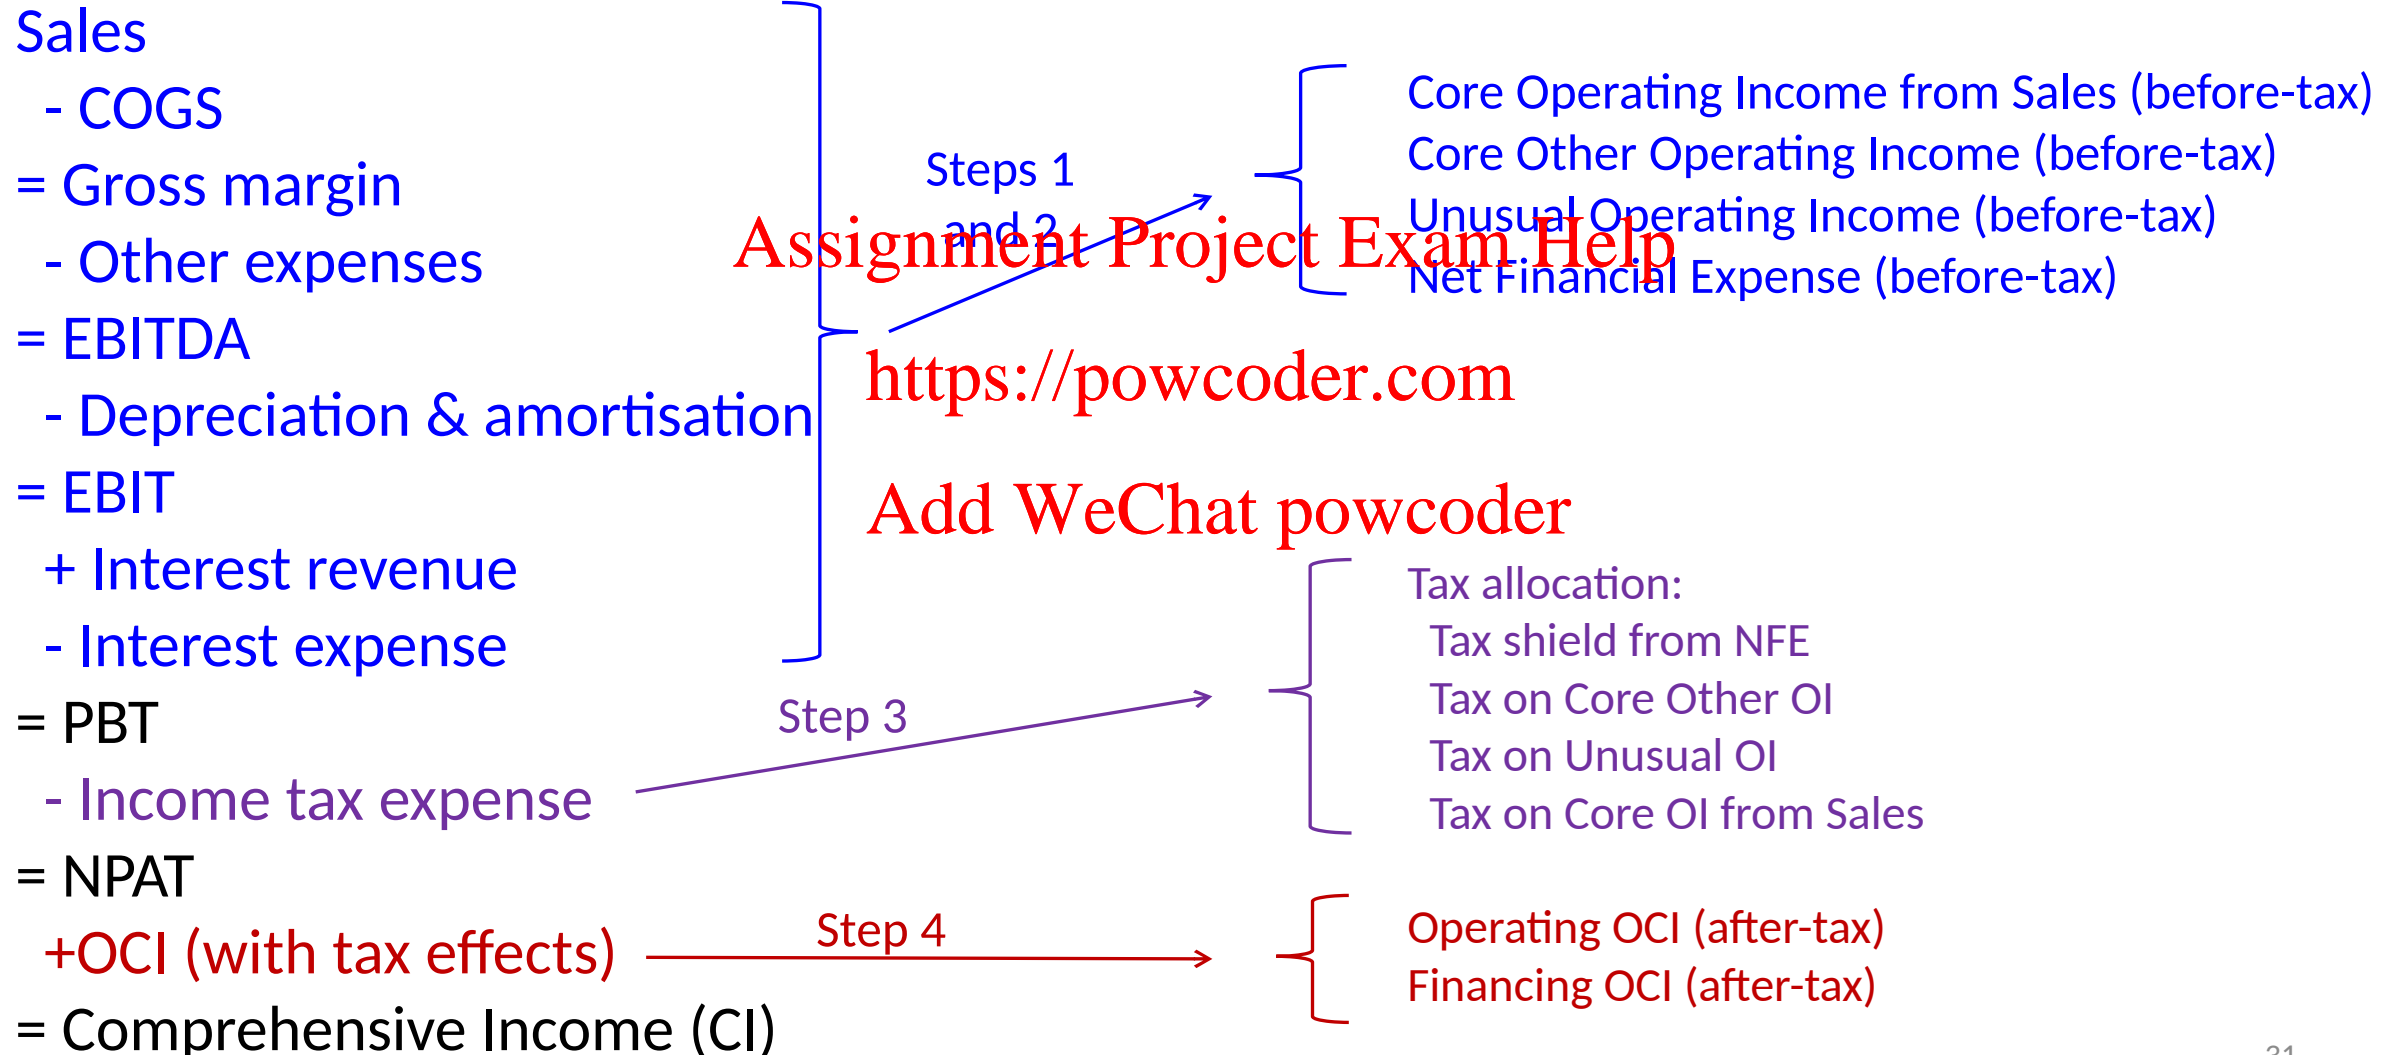 Sales
- COGS
= Gross margin
- Other expenses
= EBITDA
- Depreciation & amortisation
= EBIT
+ Interest revenue
- Interest expense
= PBT
- Income tax expense
= NPAT
+OCI (with tax effects)
= Comprehensive Income (CI)
Steps 1
and 2
Core Operating Income from Sales (before-tax)
Core Other Operating Income (before-tax)
Unusual Operating Income (before-tax)
Net Financial Expense (before-tax)
Assignment Project Exam Help
https://powcoder.com
Add WeChat powcoder
Step 3
Tax allocation:
Tax shield from NFE
Tax on Core Other OI
Tax on Unusual OI
Tax on Core OI from Sales
Step 4
Operating OCI (after-tax)
Financing OCI (after-tax)
31